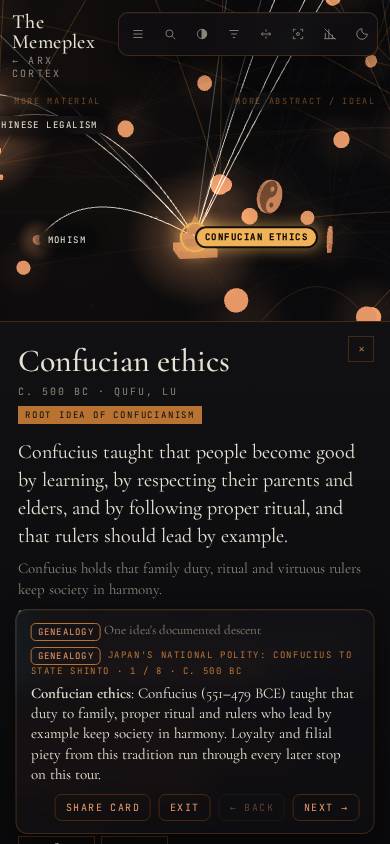 The
Memeplex
← ARX
CORTEX
MORE MATERIAL
MORE ABSTRACT / IDEAL
HINESE LEGALISM
MOHISM
CONFUCIAN ETHICS
Confucian ethics
×
C. 500 BC · QUFU, LU
ROOT IDEA OF CONFUCIANISM
Confucius taught that people become good
by learning, by respecting their parents and
elders, and by following proper ritual, and
that rulers should lead by example.
Confucius holds that family duty, ritual and virtuous rulers
keep society in harmony.
GENEALOGY One idea's documented descent
GENEALOGY JAPAN'S NATIONAL POLITY: CONFUCIUS TO
STATE SHINTO · 1 / 8 · C. 500 BC
Confucian ethics: Confucius (551–479 BCE) taught that
duty to family, proper ritual and rulers who lead by
example keep society in harmony. Loyalty and filial
piety from this tradition run through every later stop
on this tour.
SHARE CARD
EXIT
← BACK
NEXT →